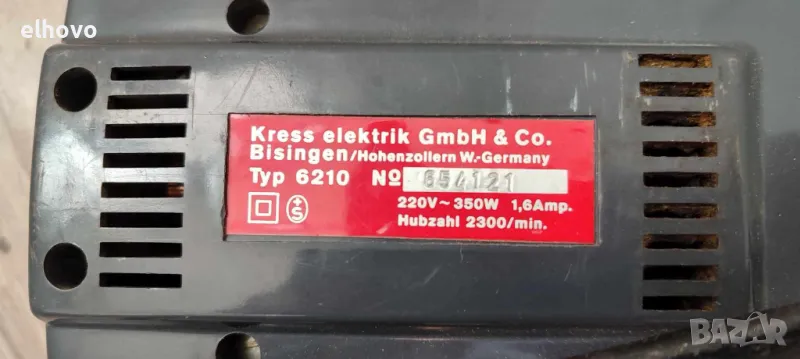 elhovo
Kress elektrik GmbH & Co.
Bisingen/Hohenzollern W.-Germany
Typ 6210 No 654121
220V~350W 1,6Amp.
Hubzahl 2300/min.
+S
BAZAR